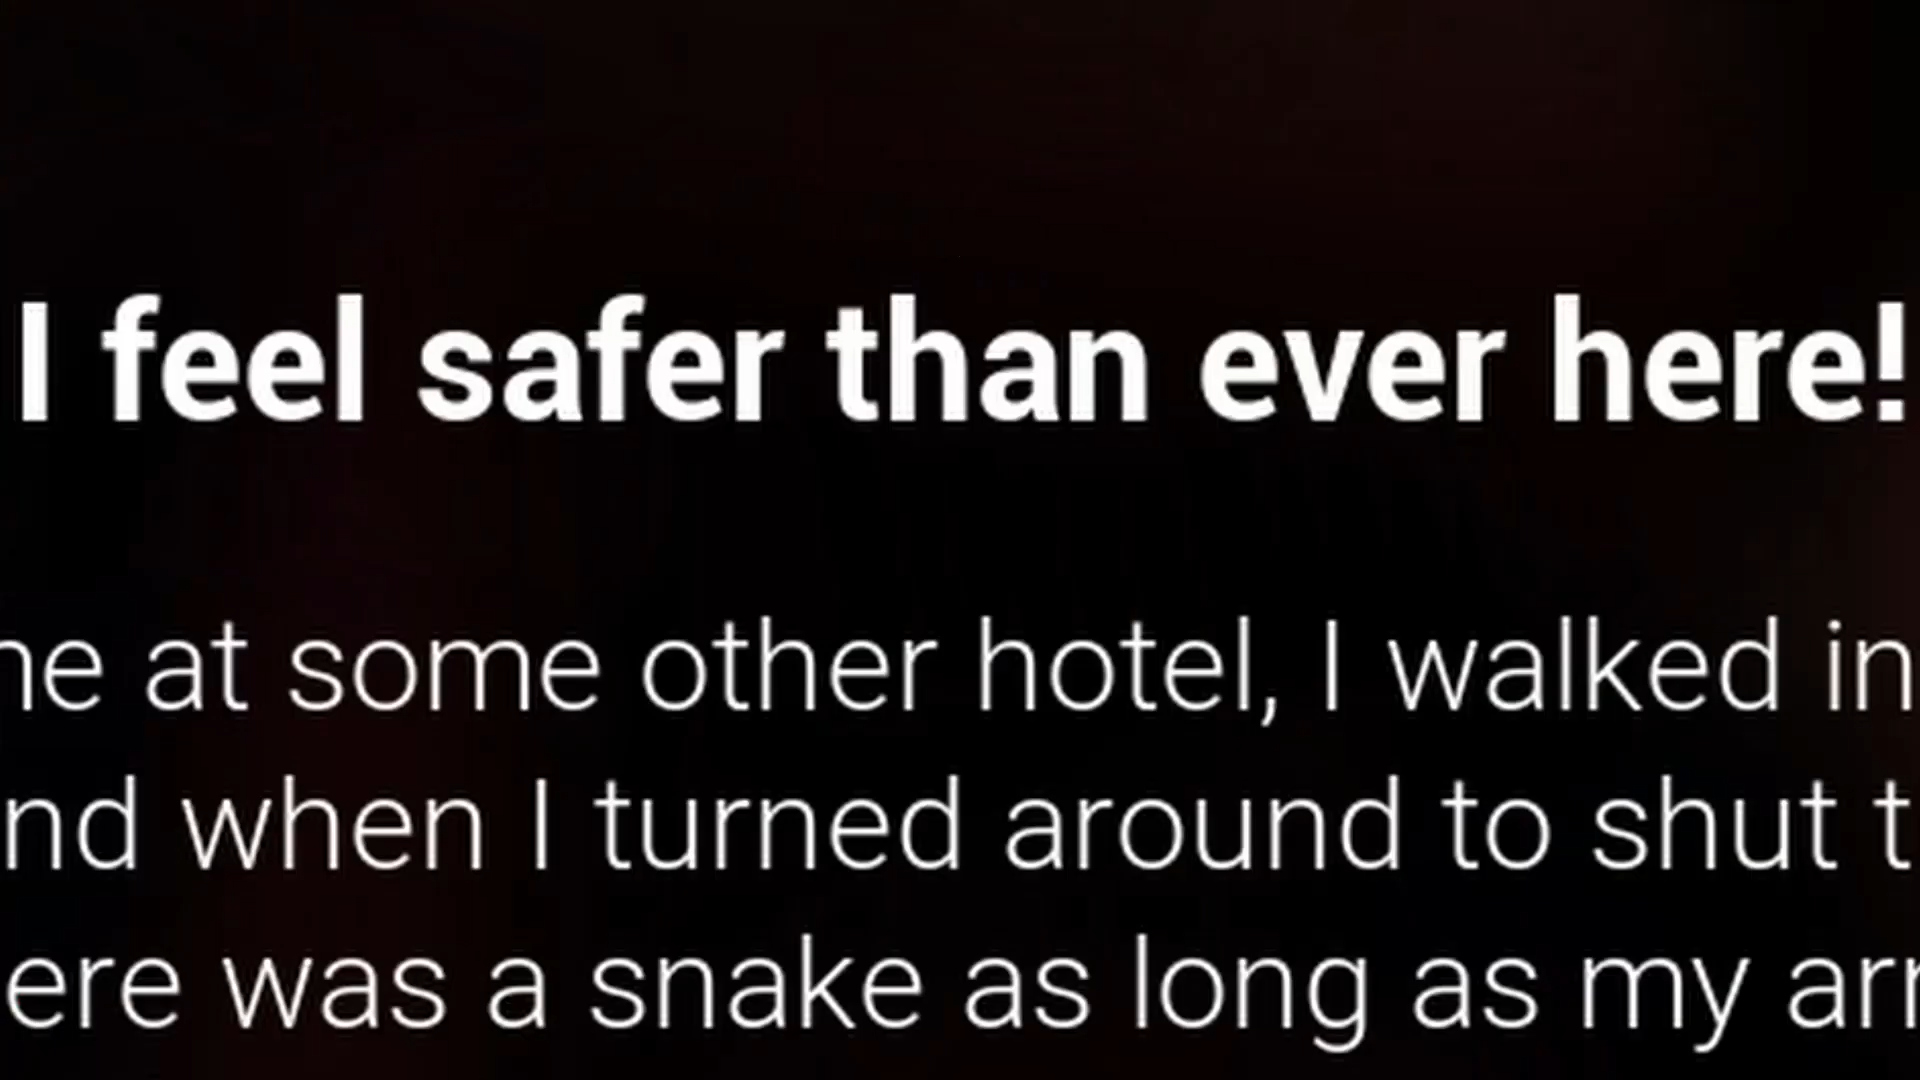 I feel safer than ever here!
at some other hotel, I walked in
when I turned around to shut
was a snake as long as my